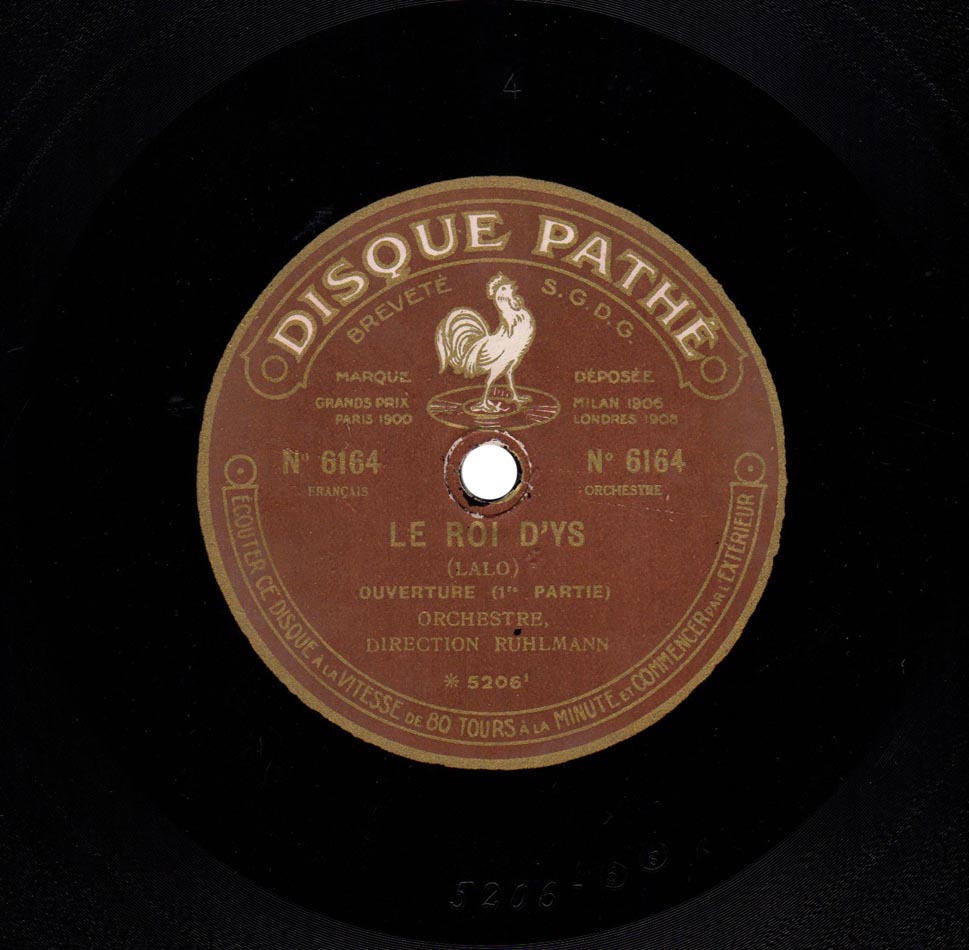 4
DISQUE PATHÉ
BREVETÉ S.G.D.G.
MARQUE DÉPOSÉE
GRANDS PRIX MILAN 1906
PARIS 1900 LONDRES 1908
No 6164 No 6164
FRANÇAIS ORCHESTRE
LE ROI D'YS
(LALO)
OUVERTURE (1re PARTIE)
ORCHESTRE,
DIRECTION RUHLMANN
* 5206¹
ÉCOUTER CE DISQUE À LA VITESSE DE 80 TOURS À LA MINUTE ET COMMENCER PAR L'EXTÉRIEUR
5206